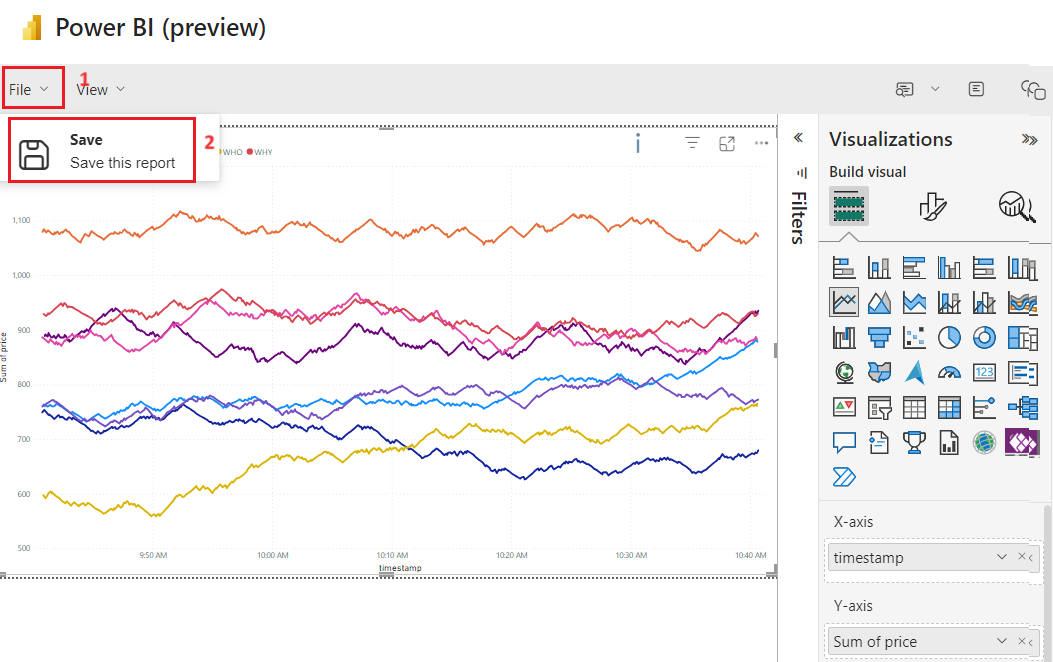 Power BI (preview)
File
1
View
Save
Save this report
2
WHO
WHY
1,100
1,000
900
800
700
600
500
Sum of price
9:50 AM
10:00 AM
10:10 AM
10:20 AM
10:30 AM
10:40 AM
timestamp
Filters
Visualizations
Build visual
123
X-axis
timestamp
Y-axis
Sum of price